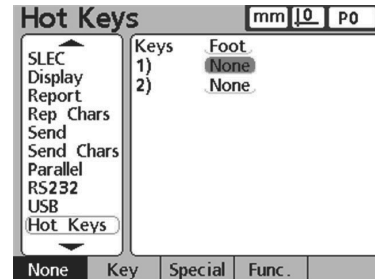 Hot Keys mm 0 P0
SLEC
Display
Report
Rep Chars
Send
Send Chars
Parallel
RS232
USB
Hot Keys
Keys Foot
1) None
2) None
None Key Special Func.